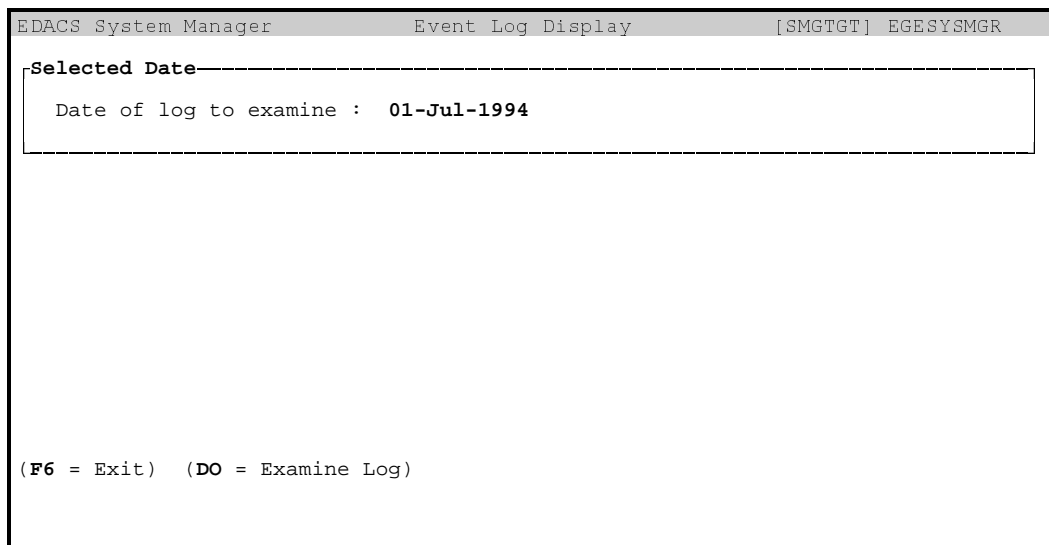 EDACS System Manager Event Log Display [SMGTGT] EGESYSMGR
Selected Date
Date of log to examine : 01-Jul-1994
(F6 = Exit) (DO = Examine Log)